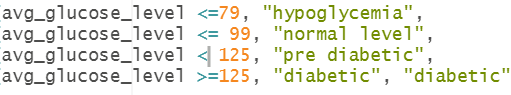 (avg_glucose_level <=79, "hypoglycemia",
(avg_glucose_level <= 99, "normal level",
(avg_glucose_level < 125, "pre diabetic",
(avg_glucose_level >=125, "diabetic", "diabetic"